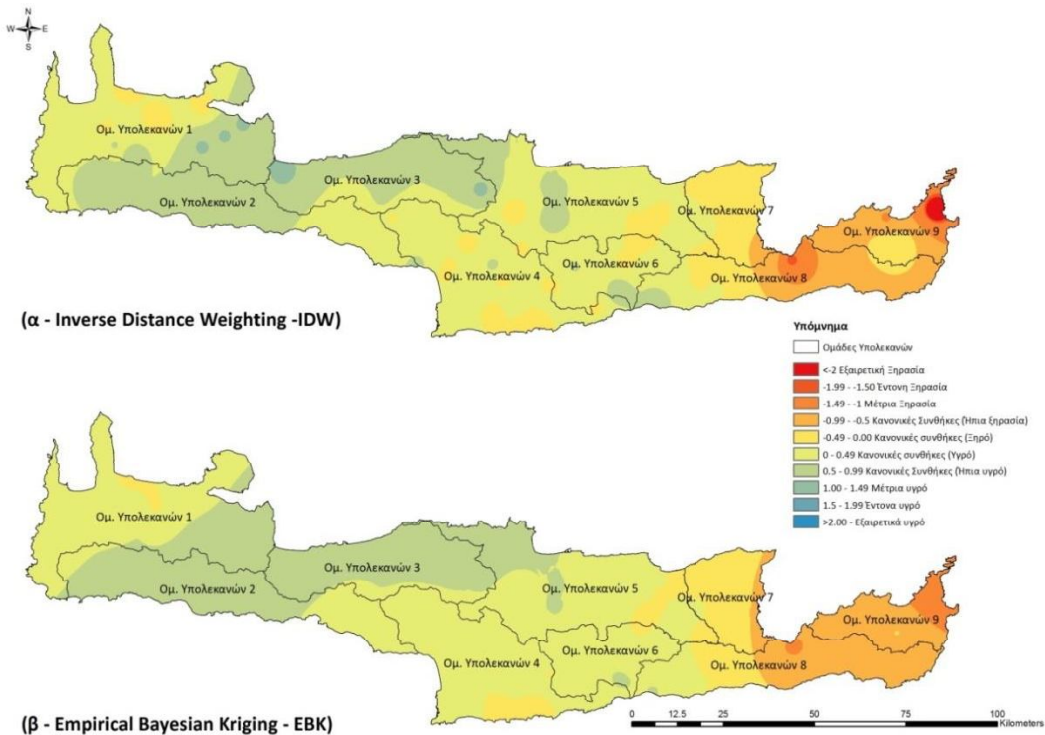 N
W E
S
Ομ. Υπολεκανών 1
Ομ. Υπολεκανών 2
Ομ. Υπολεκανών 3
Ομ. Υπολεκανών 4
Ομ. Υπολεκανών 5
Ομ. Υπολεκανών 6
Ομ. Υπολεκανών 7
Ομ. Υπολεκανών 8
Ομ. Υπολεκανών 9
(α - Inverse Distance Weighting -IDW)
Υπόμνημα
Ομάδες Υπολεκανών
<-2 Εξαιρετική Ξηρασία
-1.99 - -1.50 Έντονη Ξηρασία
-1.49 - -1 Μέτρια Ξηρασία
-0.99 - -0.5 Κανονικές Συνθήκες (Ήπια ξηρασία)
-0.49 - 0.00 Κανονικές συνθήκες (Ξηρό)
0 - 0.49 Κανονικές συνθήκες (Υγρό)
0.5 - 0.99 Κανονικές Συνθήκες (Ήπια υγρό)
1.00 - 1.49 Μέτρια υγρό
1.5 - 1.99 Έντονα υγρό
>2.00 - Εξαιρετικά υγρό
Ομ. Υπολεκανών 1
Ομ. Υπολεκανών 2
Ομ. Υπολεκανών 3
Ομ. Υπολεκανών 4
Ομ. Υπολεκανών 5
Ομ. Υπολεκανών 6
Ομ. Υπολεκανών 7
Ομ. Υπολεκανών 8
Ομ. Υπολεκανών 9
(β - Empirical Bayesian Kriging - EBK)
0 12.5 25 50 75 100
Kilometers